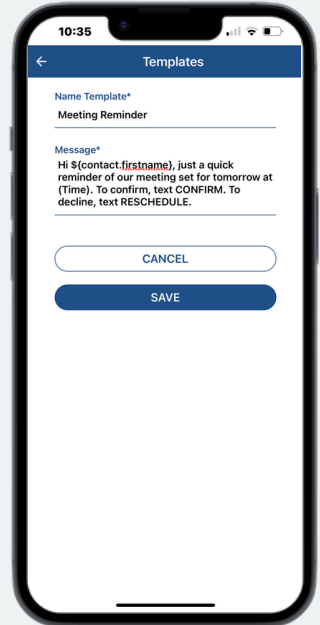 10:35
Templates
Name Template*
Meeting Reminder
Message*
Hi ${contact.firstname}, just a quick
reminder of our meeting set for tomorrow at
(Time). To confirm, text CONFIRM. To
decline, text RESCHEDULE.
CANCEL
SAVE